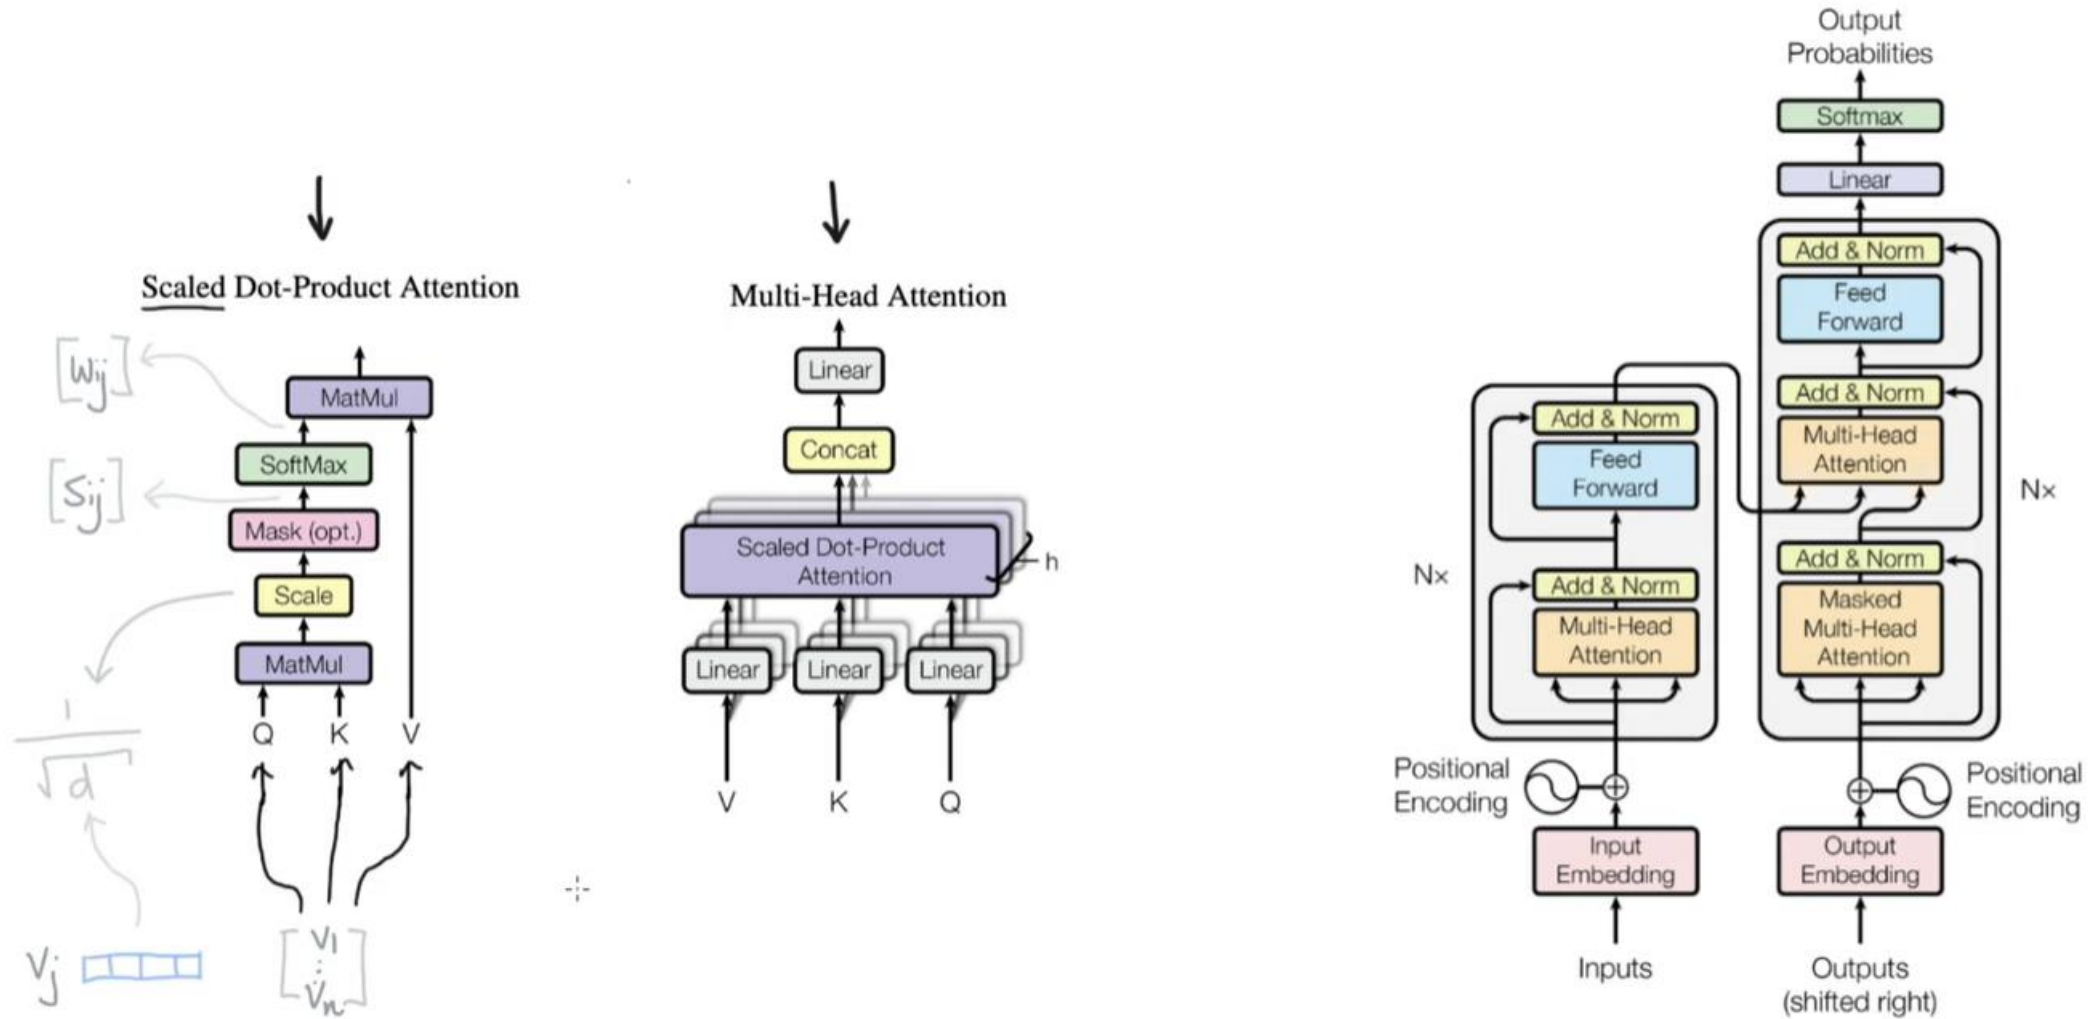 Scaled Dot-Product Attention
[Wij]
MatMul
SoftMax
[Sij]
Mask (opt.)
Scale
MatMul
1
√d
Q K V
Vj
V1
⋮
Vn
Multi-Head Attention
Linear
Concat
Scaled Dot-Product
Attention
h
Linear Linear Linear
V K Q
Output
Probabilities
Softmax
Linear
Add & Norm
Feed
Forward
Add & Norm
Multi-Head
Attention
Nx
Add & Norm
Masked
Multi-Head
Attention
Add & Norm
Feed
Forward
Nx
Add & Norm
Multi-Head
Attention
Positional
Encoding
Positional
Encoding
Input
Embedding
Output
Embedding
Inputs
Outputs
(shifted right)